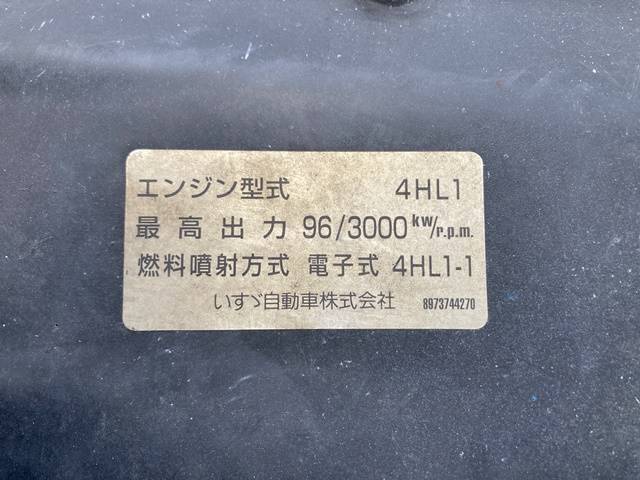 エンジン型式 4HL1
最高出力 96/3000 kW/r.p.m.
燃料噴射方式 電子式 4HL1-1
いすゞ自動車株式会社 8973744270